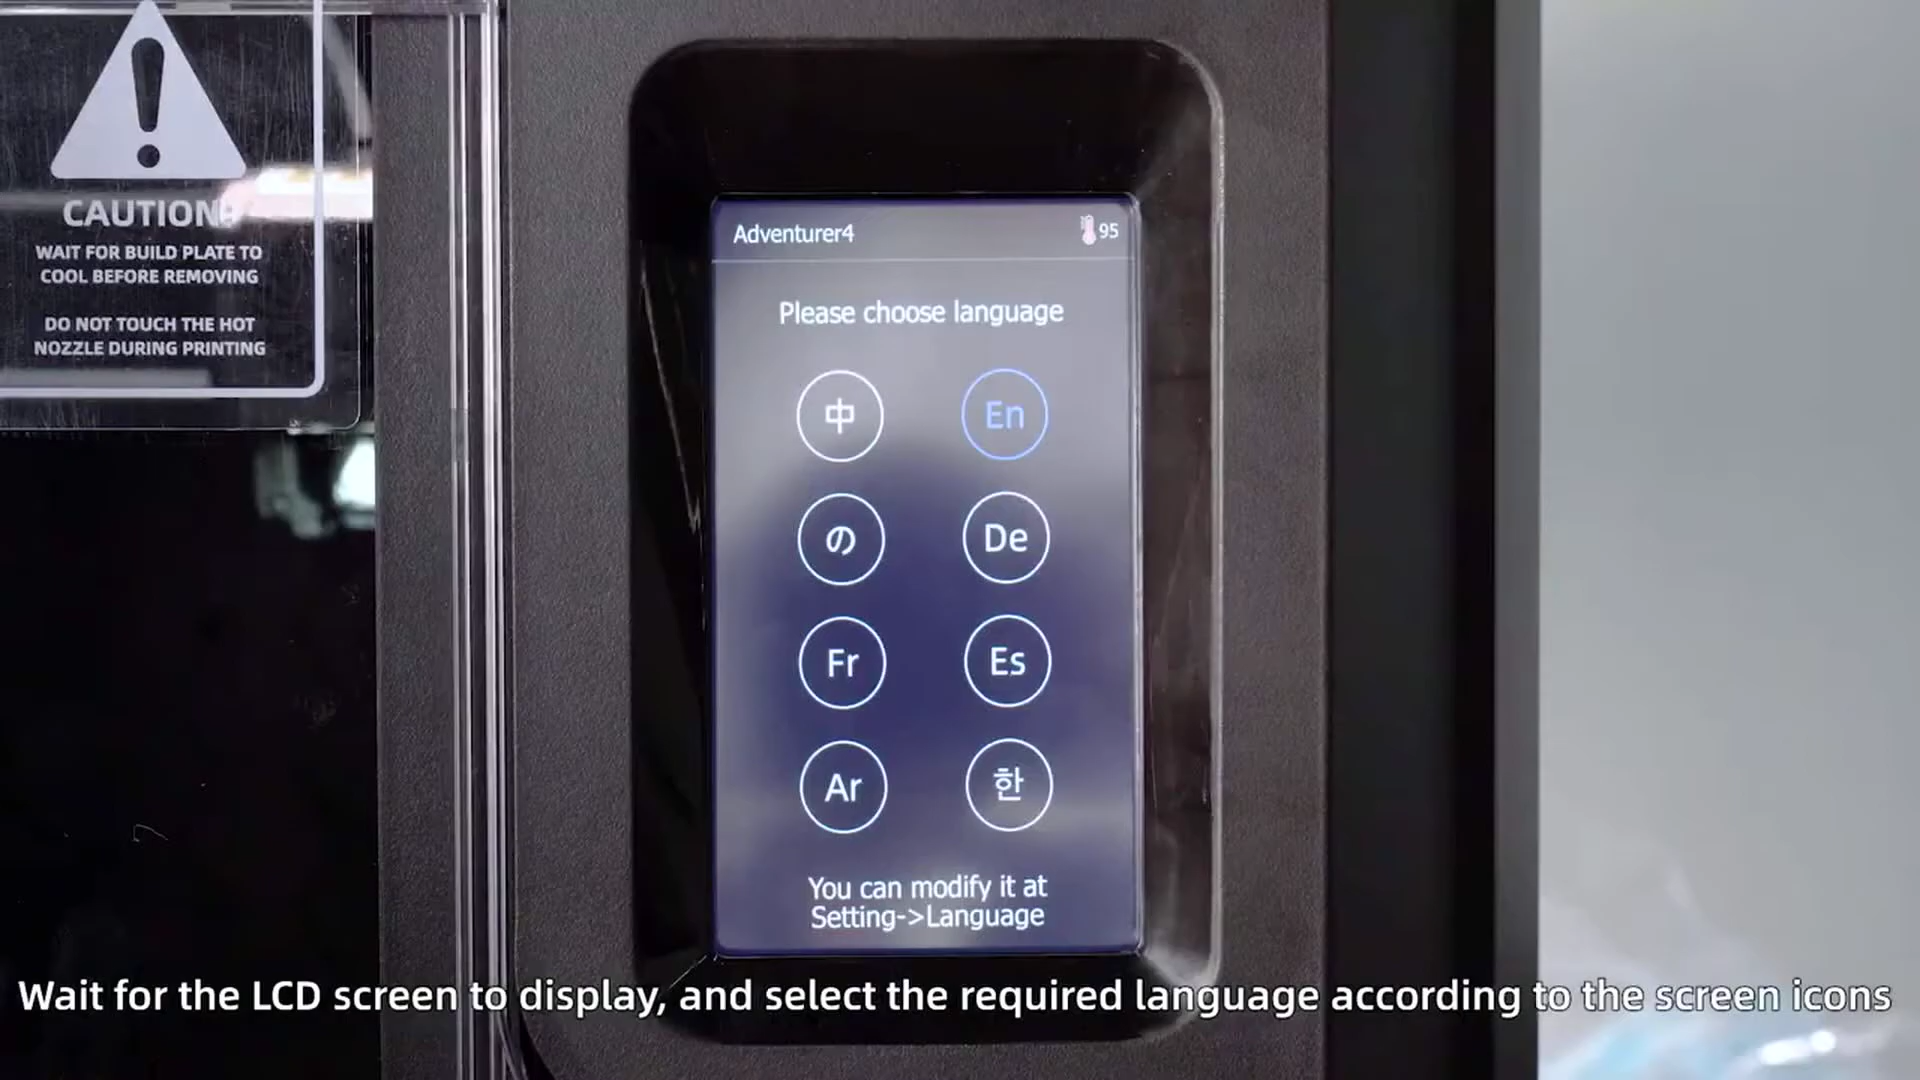 CAUTION!
WAIT FOR BUILD PLATE TO
COOL BEFORE REMOVING
DO NOT TOUCH THE HOT
NOZZLE DURING PRINTING
Adventurer4
95
Please choose language
中
En
の
De
Fr
Es
Ar
한
You can modify it at
Setting->Language
Wait for the LCD screen to display, and select the required language according to the screen icons